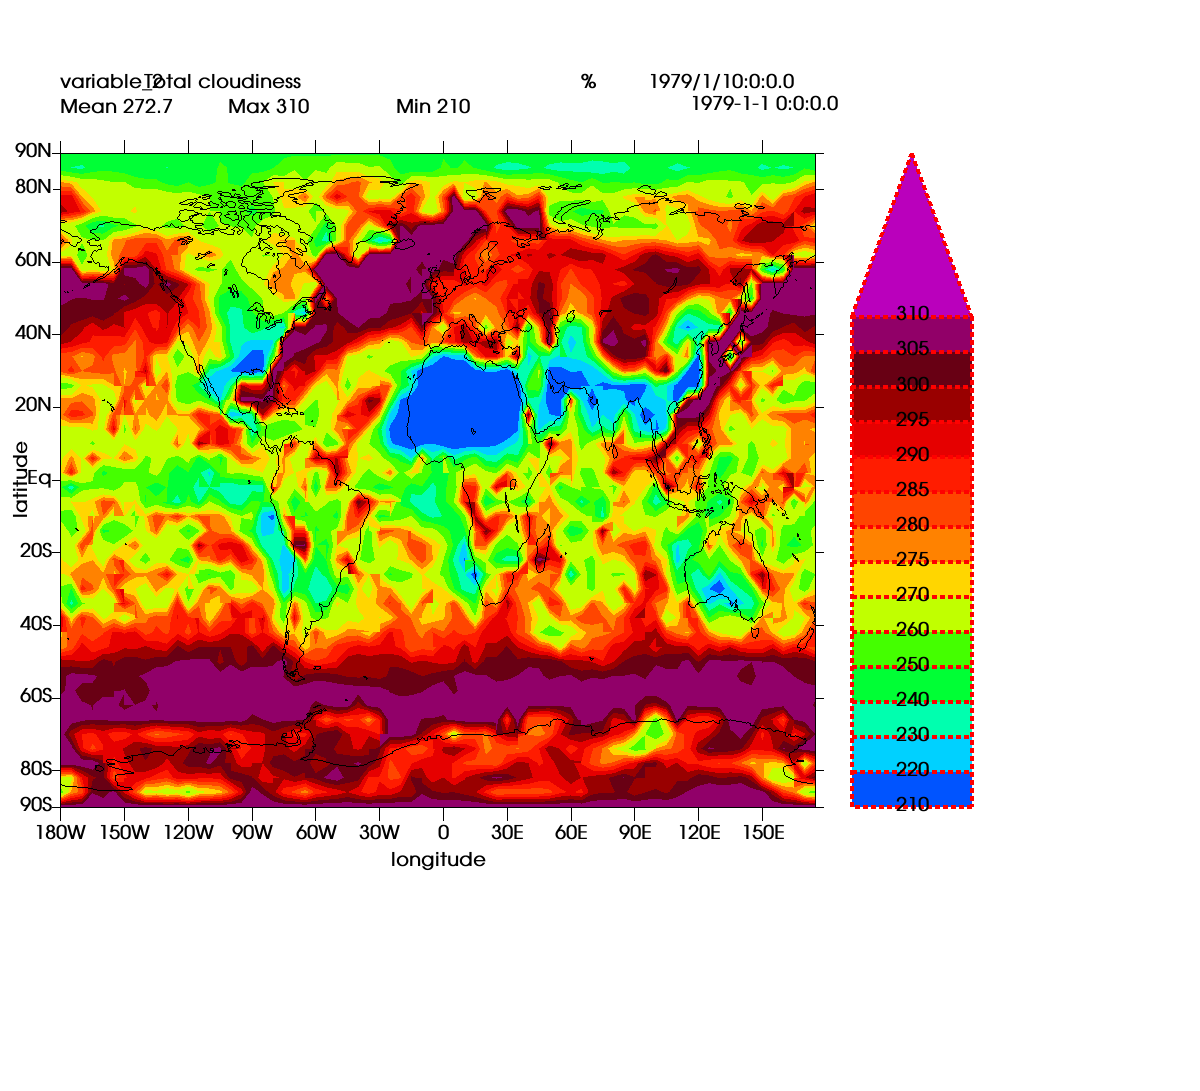 variable_2 Total cloudiness % 1979/1/10:0:0.0
Mean 272.7 Max 310 Min 210 1979-1-1 0:0:0.0
90N
80N
60N
40N
20N
Eq
20S
40S
60S
80S
90S
latitude
180W 150W 120W 90W 60W 30W 0 30E 60E 90E 120E 150E
longitude
310
305
300
295
290
285
280
275
270
260
250
240
230
220
210